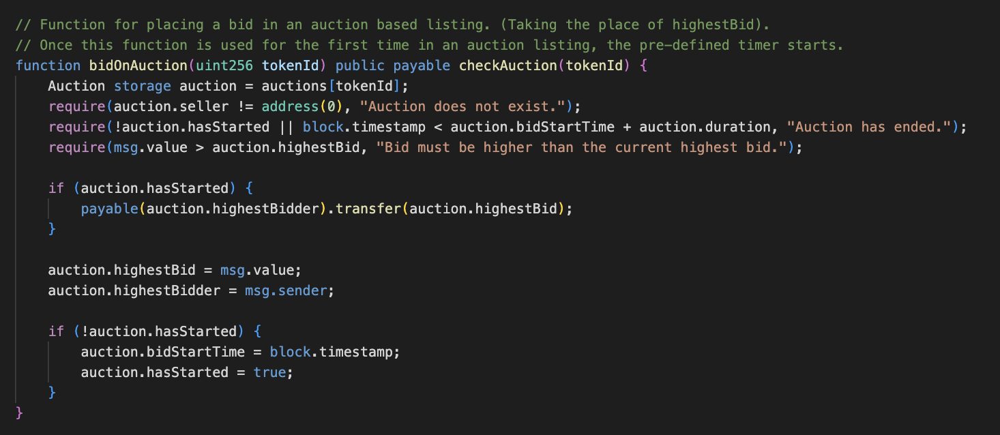 // Function for placing a bid in an auction based listing. (Taking the place of highestBid).
// Once this function is used for the first time in an auction listing, the pre-defined timer starts.
function bidOnAuction(uint256 tokenId) public payable checkAuction(tokenId) {
    Auction storage auction = auctions[tokenId];
    require(auction.seller != address(0), "Auction does not exist.");
    require(!auction.hasStarted || block.timestamp < auction.bidStartTime + auction.duration, "Auction has ended.");
    require(msg.value > auction.highestBid, "Bid must be higher than the current highest bid.");

    if (auction.hasStarted) {
        payable(auction.highestBidder).transfer(auction.highestBid);
    }

    auction.highestBid = msg.value;
    auction.highestBidder = msg.sender;

    if (!auction.hasStarted) {
        auction.bidStartTime = block.timestamp;
        auction.hasStarted = true;
    }
}